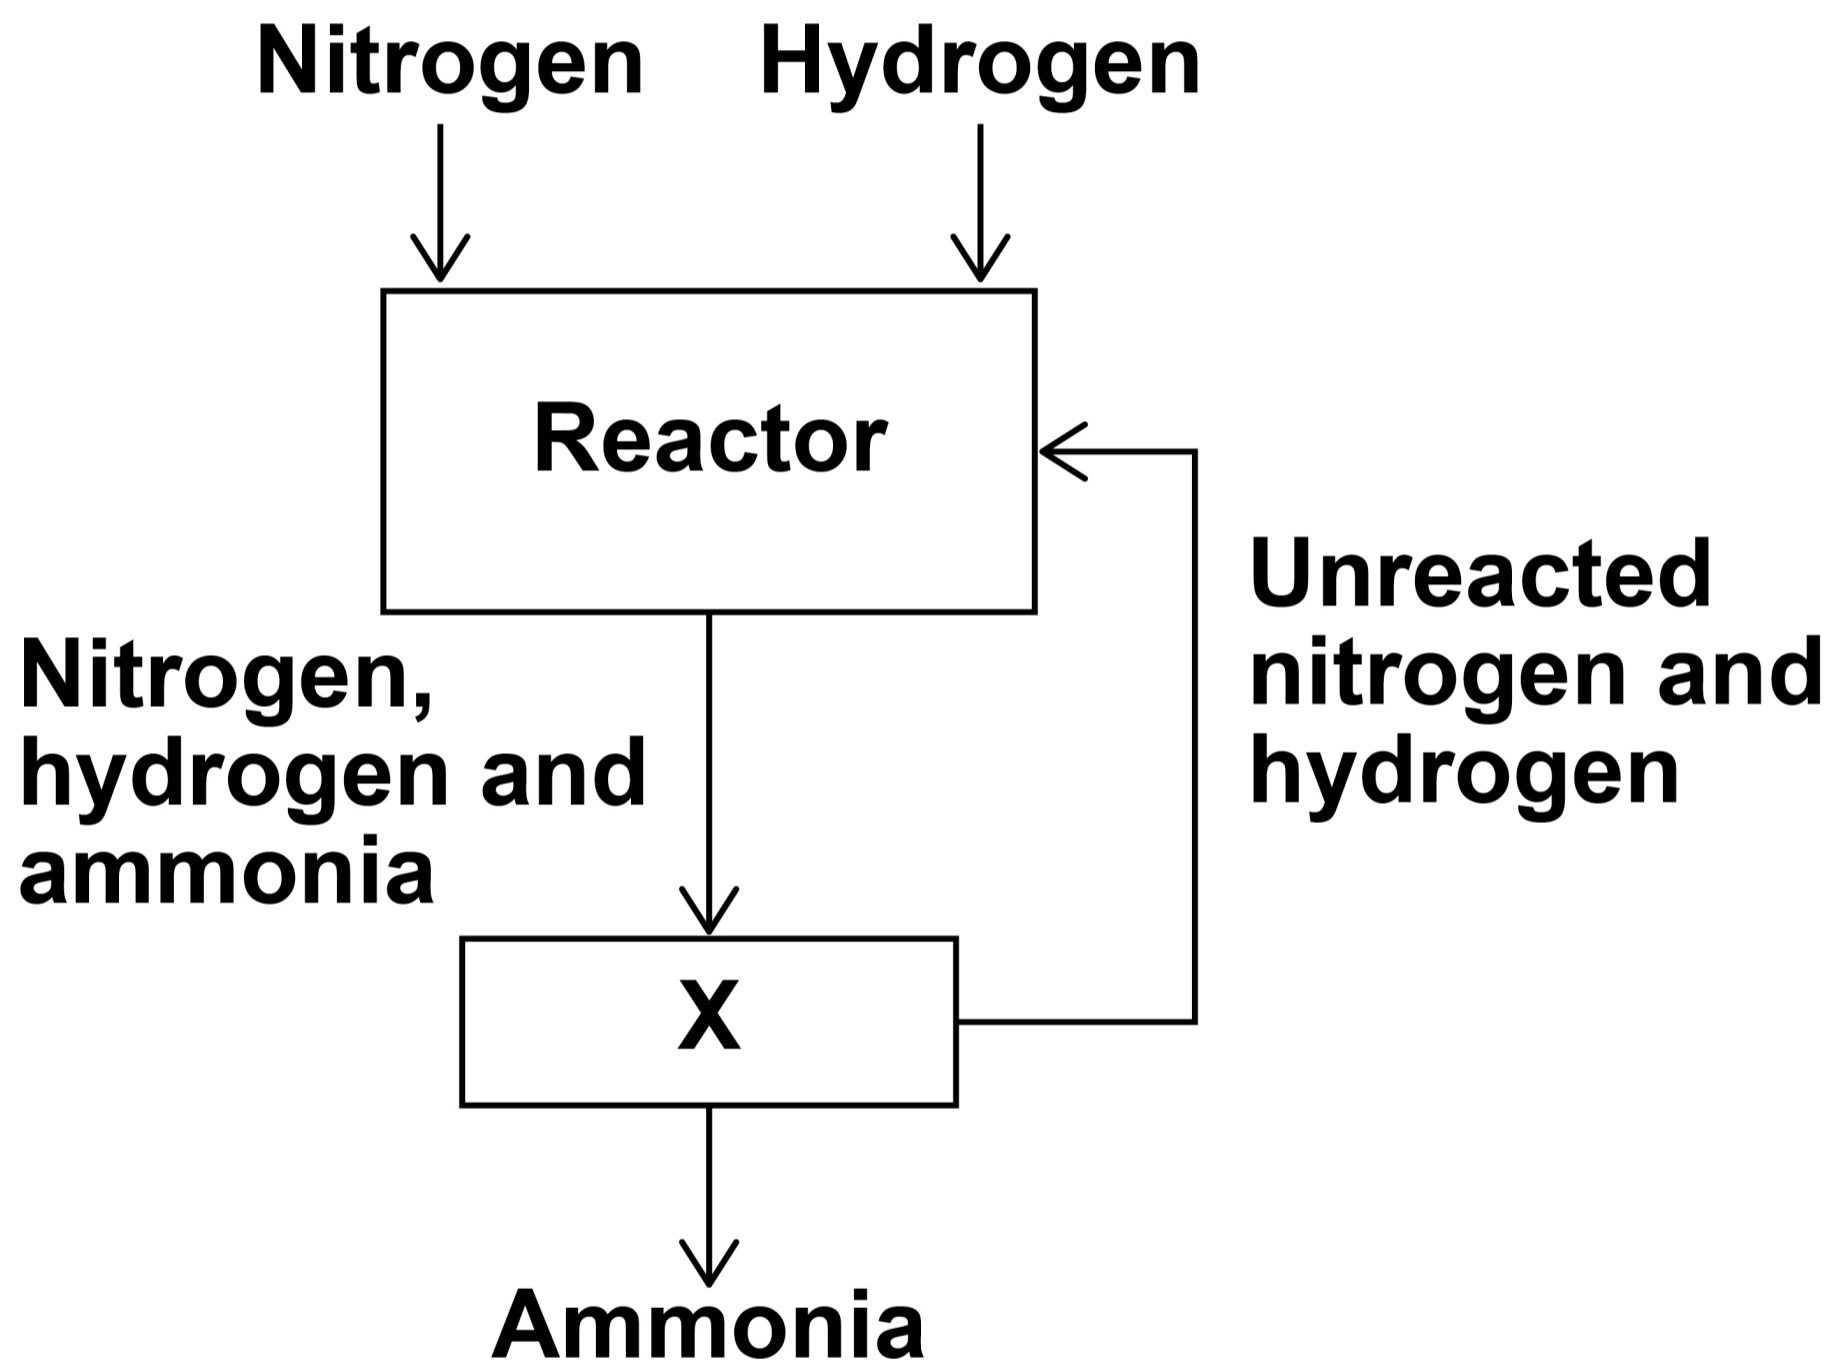 Nitrogen
Hydrogen
Reactor
Unreacted
nitrogen and
hydrogen
Nitrogen,
hydrogen and
ammonia
X
Ammonia